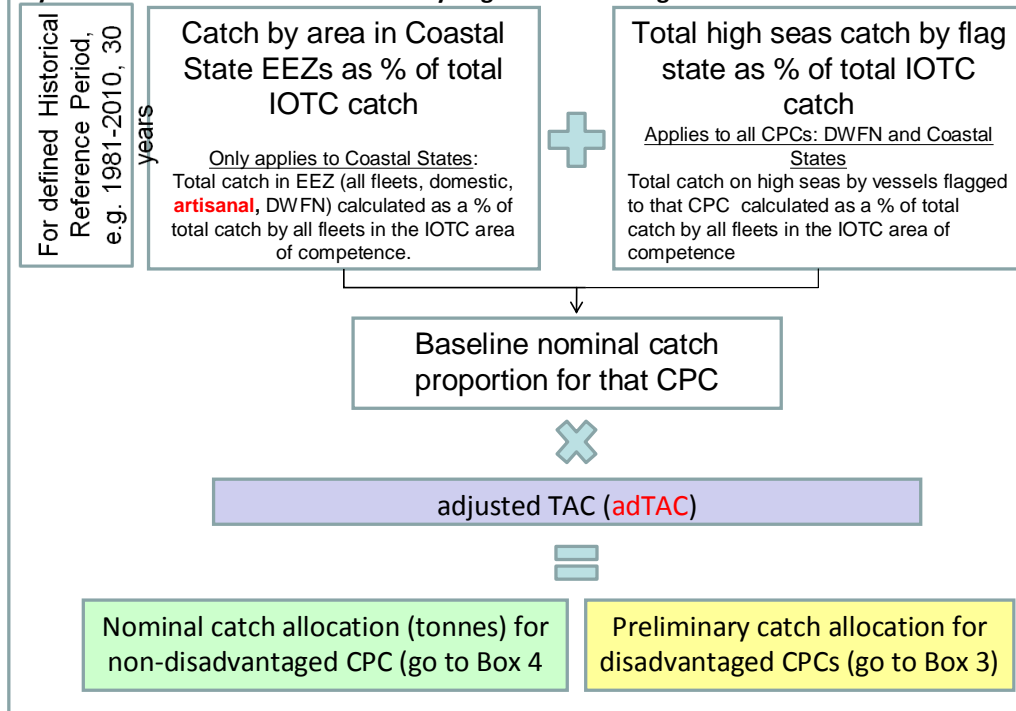 For defined Historical
Reference Period,
e.g. 1981-2010, 30
years
Catch by area in Coastal
State EEZs as % of total
IOTC catch
Only applies to Coastal States:
Total catch in EEZ (all fleets, domestic,
artisanal, DWFN) calculated as a % of
total catch by all fleets in the IOTC area
of competence.
Total high seas catch by flag
state as % of total IOTC
catch
Applies to all CPCs: DWFN and Coastal
States
Total catch on high seas by vessels flagged
to that CPC calculated as a % of total
catch by all fleets in the IOTC area of
competence
Baseline nominal catch
proportion for that CPC
adjusted TAC (adTAC)
Nominal catch allocation (tonnes) for
non-disadvantaged CPC (go to Box 4
Preliminary catch allocation for
disadvantaged CPCs (go to Box 3)